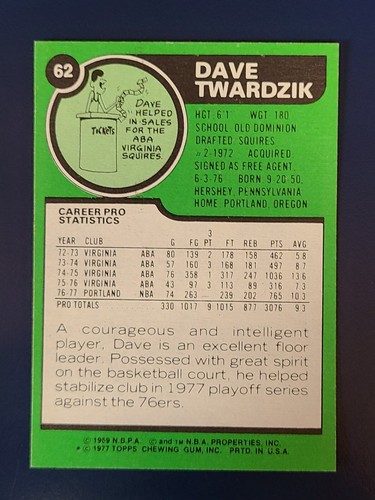 62
DAVE
TWARDZIK
DAVE
HELPED
IN SALES
FOR THE
ABA
VIRGINIA
SQUIRES.
TICKETS
HGT 6'1" WGT 180
SCHOOL OLD DOMINION
DRAFTED SQUIRES
#2-1972 ACQUIRED
SIGNED AS FREE AGENT,
6-3-76 BORN 9-20-50,
HERSHEY, PENNSYLVANIA
HOME PORTLAND, OREGON
CAREER PRO
STATISTICS
3
YEAR CLUB G FG PT FT REB PTS AVG
72-73 VIRGINIA ABA 80 139 2 178 158 462 5.8
73-74 VIRGINIA ABA 57 160 3 168 181 497 8.7
74-75 VIRGINIA ABA 76 358 1 317 247 1036 13.6
75-76 VIRGINIA ABA 43 97 3 113 89 316 7.3
76-77 PORTLAND NBA 74 263 — 239 202 765 10.3
PRO TOTALS 330 1017 9 1015 877 3076 9.3
A courageous and intelligent
player, Dave is an excellent floor
leader. Possessed with great spirit
on the basketball court, he helped
stabilize club in 1977 playoff series
against the 76ers.
© 1969 N.B.P.A. © and TM N.B.A. PROPERTIES, INC.
* © 1977 TOPPS CHEWING GUM, INC. PRTD. IN U.S.A.